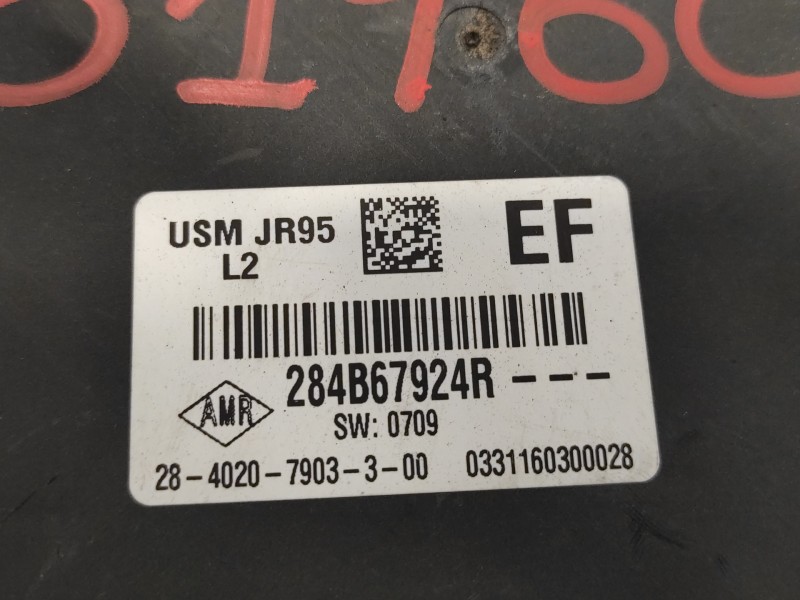 USM JR95 EF
L2
284B67924R ---
AMR
SW: 0709
28-4020-7903-3-00 0331160300028